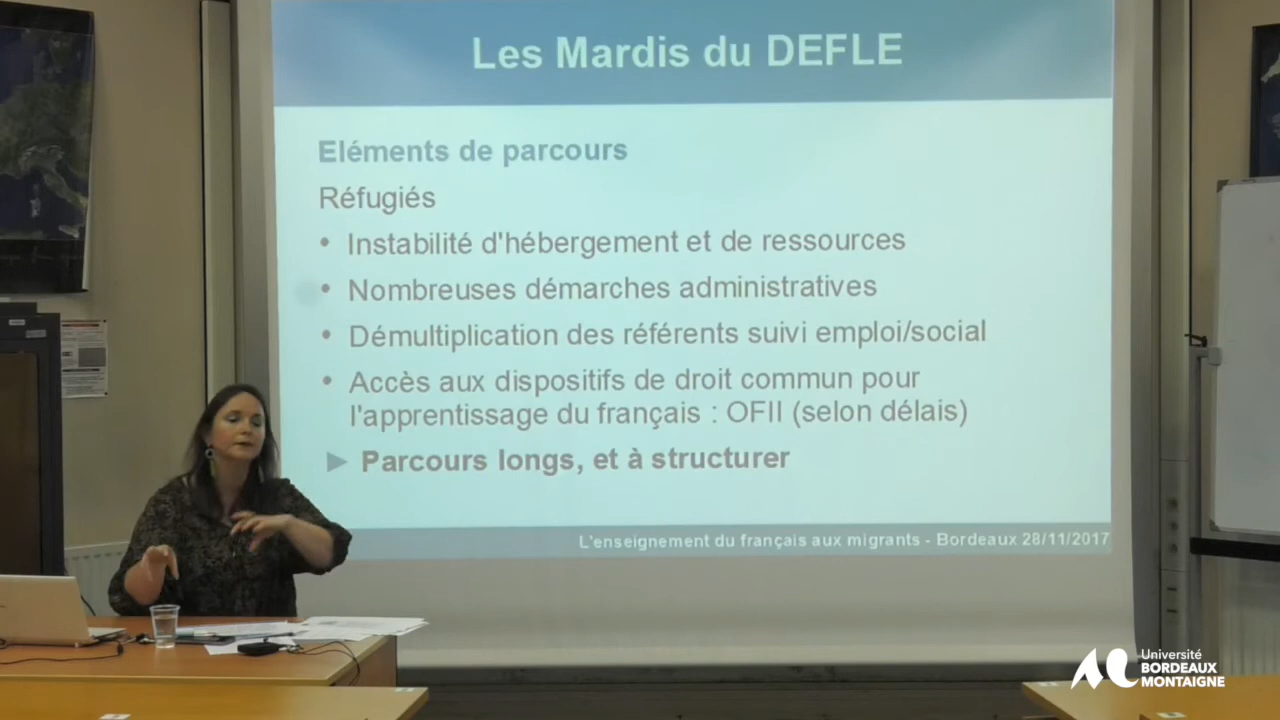 Les Mardis du DEFLE
Eléments de parcours
Réfugiés
• Instabilité d'hébergement et de ressources
• Nombreuses démarches administratives
• Démultiplication des référents suivi emploi/social
• Accès aux dispositifs de droit commun pour
l'apprentissage du français : OFII (selon délais)
► Parcours longs, et à structurer
L'enseignement du français aux migrants - Bordeaux 28/11/2017
Université
BORDEAUX
MONTAIGNE